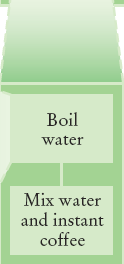 Boil
water
Mix water
and instant
coffee